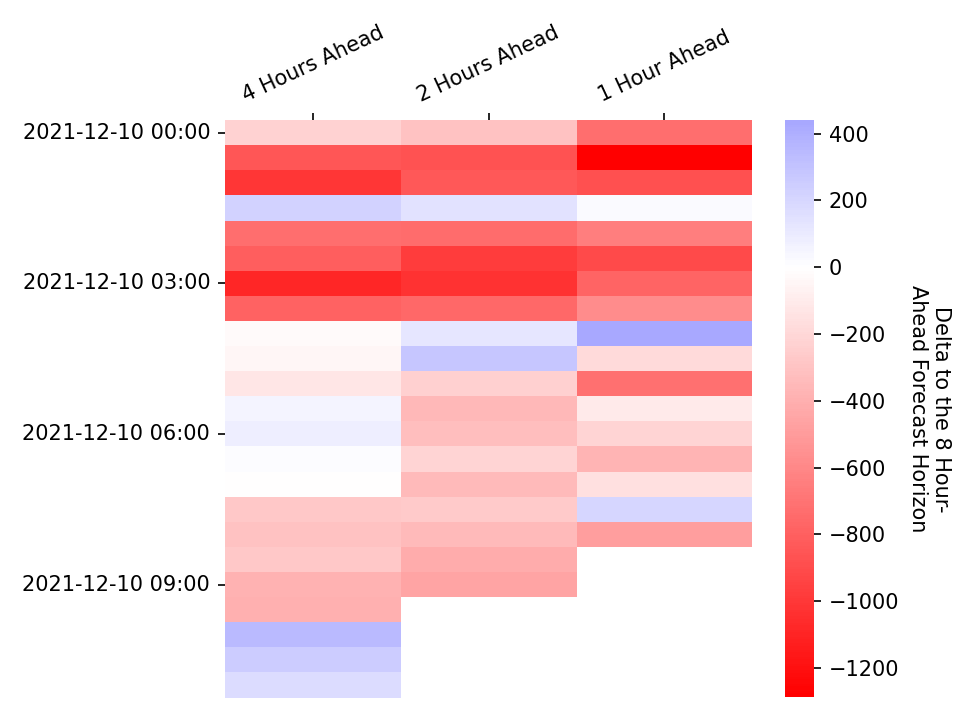 4 Hours Ahead
2 Hours Ahead
1 Hour Ahead
2021-12-10 00:00
2021-12-10 03:00
2021-12-10 06:00
2021-12-10 09:00
400
200
0
−200
−400
−600
−800
−1000
−1200
Delta to the 8 Hour-
Ahead Forecast Horizon